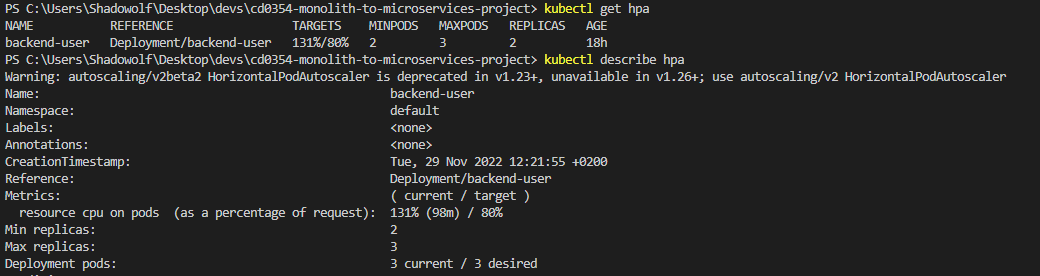 PS C:\Users\Shadowolf\Desktop\devs\cd0354-monolith-to-microservices-project> kubectl get hpa
NAME REFERENCE TARGETS MINPODS MAXPODS REPLICAS AGE
backend-user Deployment/backend-user 131%/80% 2 3 2 18h
PS C:\Users\Shadowolf\Desktop\devs\cd0354-monolith-to-microservices-project> kubectl describe hpa
Warning: autoscaling/v2beta2 HorizontalPodAutoscaler is deprecated in v1.23+, unavailable in v1.26+; use autoscaling/v2 HorizontalPodAutoscaler
Name: backend-user
Namespace: default
Labels: <none>
Annotations: <none>
CreationTimestamp: Tue, 29 Nov 2022 12:21:55 +0200
Reference: Deployment/backend-user
Metrics: ( current / target )
resource cpu on pods (as a percentage of request): 131% (98m) / 80%
Min replicas: 2
Max replicas: 3
Deployment pods: 3 current / 3 desired